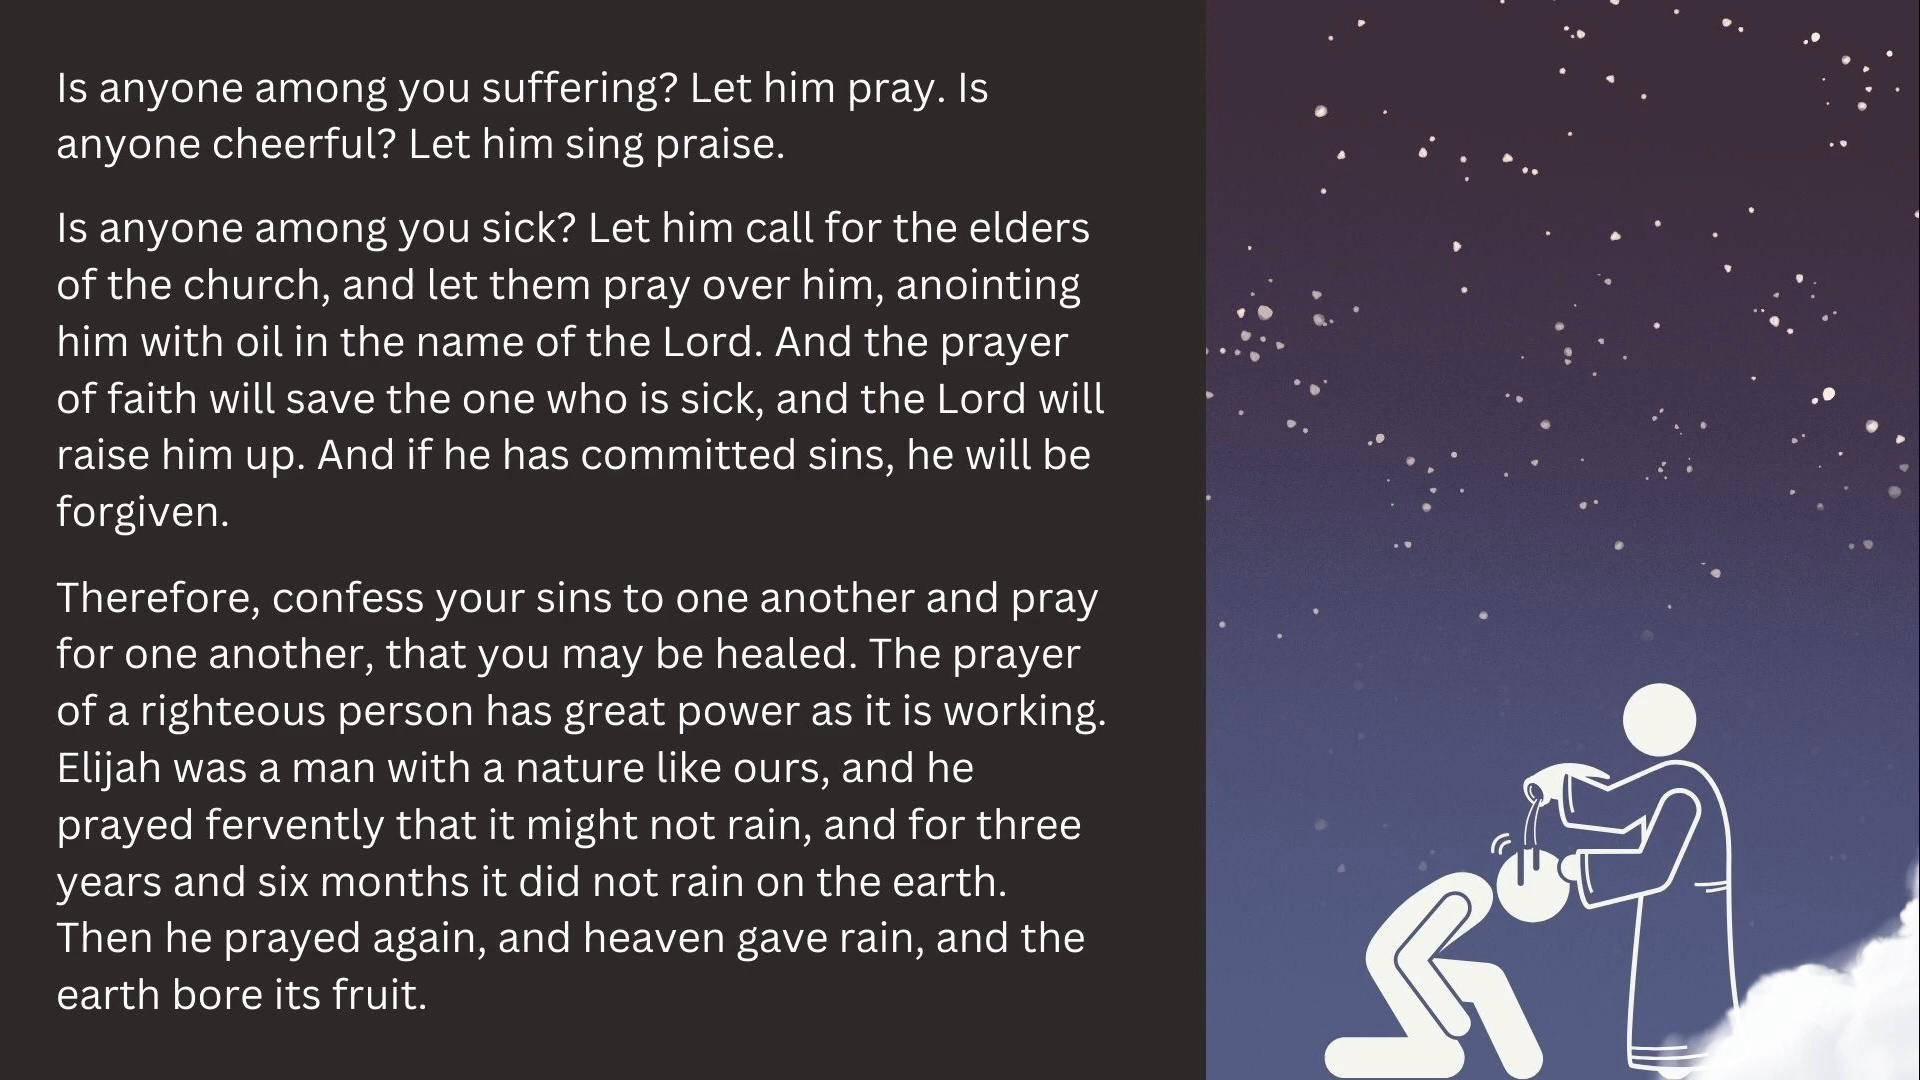 Is anyone among you suffering? Let him pray. Is
anyone cheerful? Let him sing praise.
Is anyone among you sick? Let him call for the elders
of the church, and let them pray over him, anointing
him with oil in the name of the Lord. And the prayer
of faith will save the one who is sick, and the Lord will
raise him up. And if he has committed sins, he will be
forgiven.
Therefore, confess your sins to one another and pray
for one another, that you may be healed. The prayer
of a righteous person has great power as it is working.
Elijah was a man with a nature like ours, and he
prayed fervently that it might not rain, and for three
years and six months it did not rain on the earth.
Then he prayed again, and heaven gave rain, and the
earth bore its fruit.